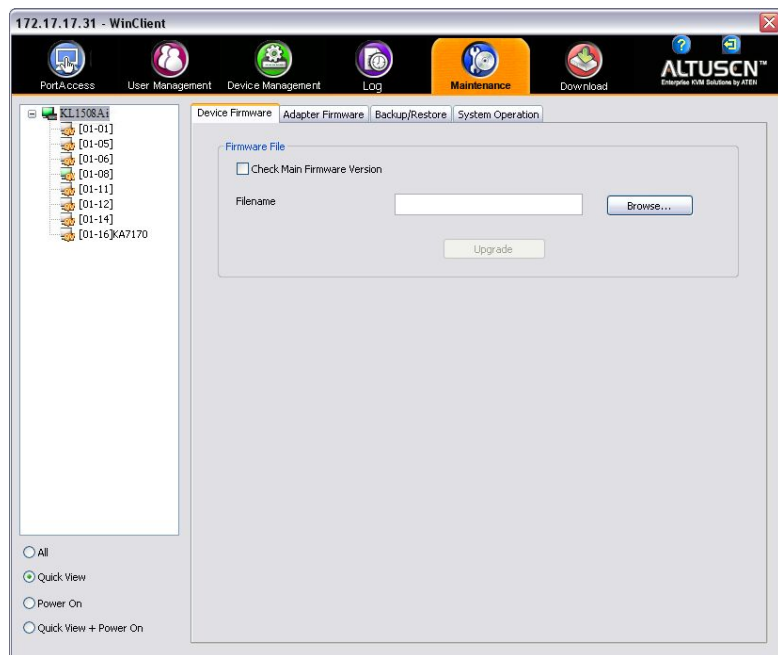 172.17.17.31 - WinClient
PortAccess User Management Device Management Log Maintenance Download
ALTUSEN™
Enterprise KVM Solutions by ATEN
KL1508Ai
[01-01]
[01-05]
[01-06]
[01-08]
[01-11]
[01-12]
[01-14]
[01-16]KA7170
All
Quick View
Power On
Quick View + Power On
Device Firmware Adapter Firmware Backup/Restore System Operation
Firmware File
Check Main Firmware Version
Filename Browse...
Upgrade